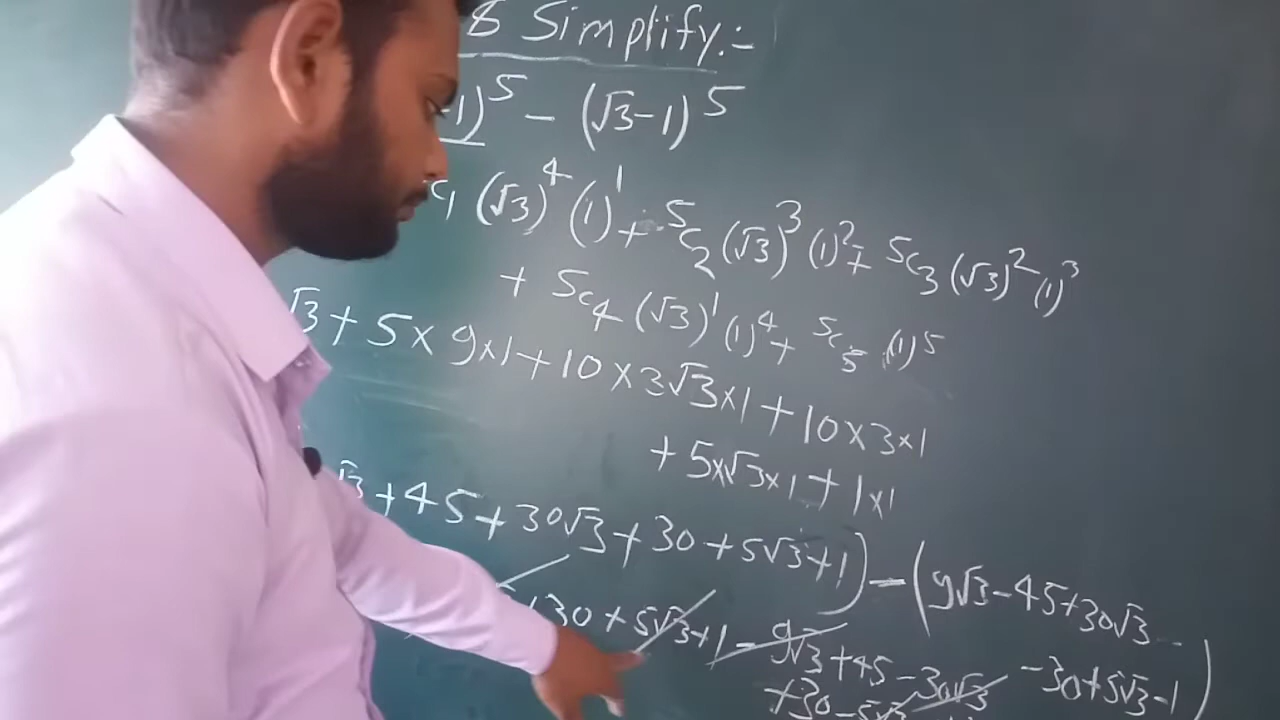 8 Simplify:-
-1)⁵ - (√3-1)⁵
c₁ (√3)⁴ (1)¹ + ⁵c₂ (√3)³ (1)² + ⁵c₃ (√3)² (1)³
+ ⁵c₄ (√3)¹ (1)⁴ + ⁵c₅ (1)⁵
√3 + 5 × 9×1 + 10 × 3√3×1 + 10×3×1
+ 5×√3×1 + 1×1
√3 + 45 + 30√3 + 30 + 5√3 + 1) - (9√3 - 45 + 30√3
- 30 + 5√3 - 1)
+30 + 5√3 + 1 - 9√3 + 45 - 30√3
+30 - 5√3